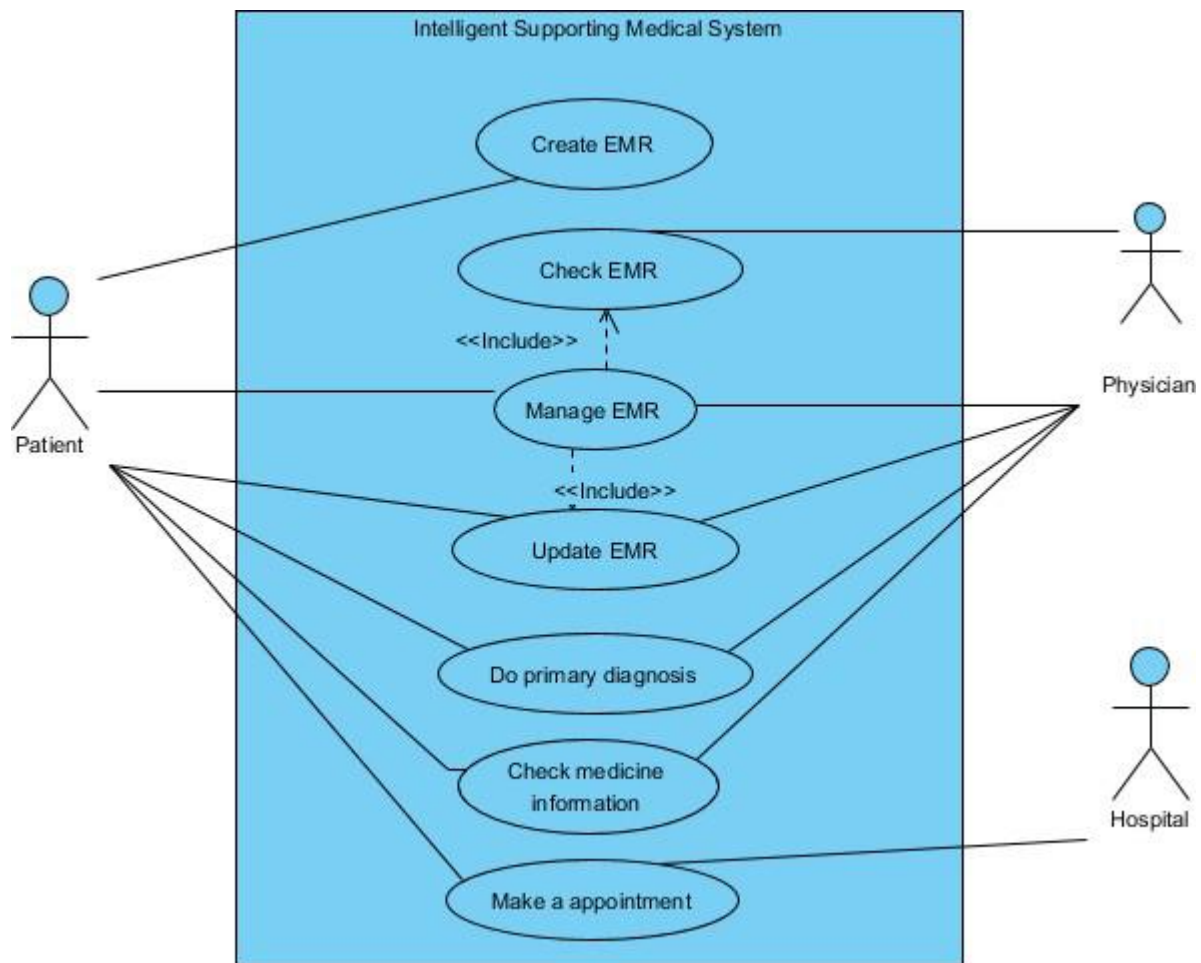 Intelligent Supporting Medical System
Create EMR
Check EMR
<<Include>>
Physician
Manage EMR
Patient
<<Include>>
Update EMR
Do primary diagnosis
Check medicine
information
Hospital
Make a appointment